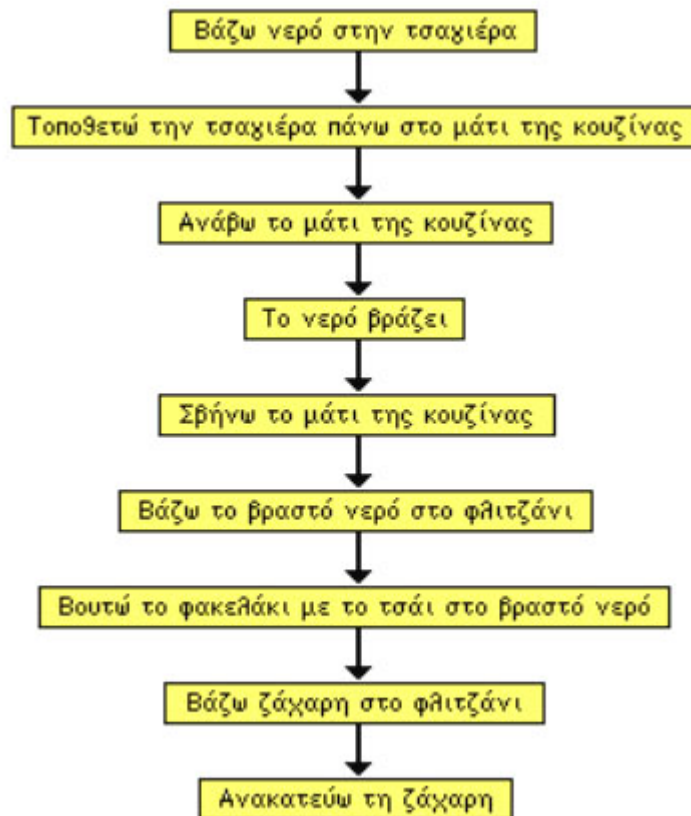 Βάζω νερό στην τσαγιέρα
Τοποθετώ την τσαγιέρα πάνω στο μάτι της κουζίνας
Ανάβω το μάτι της κουζίνας
Το νερό βράζει
Σβήνω το μάτι της κουζίνας
Βάζω το βραστό νερό στο φλιτζάνι
Βουτώ το φακελάκι με το τσάι στο βραστό νερό
Βάζω ζάχαρη στο φλιτζάνι
Ανακατεύω τη ζάχαρη